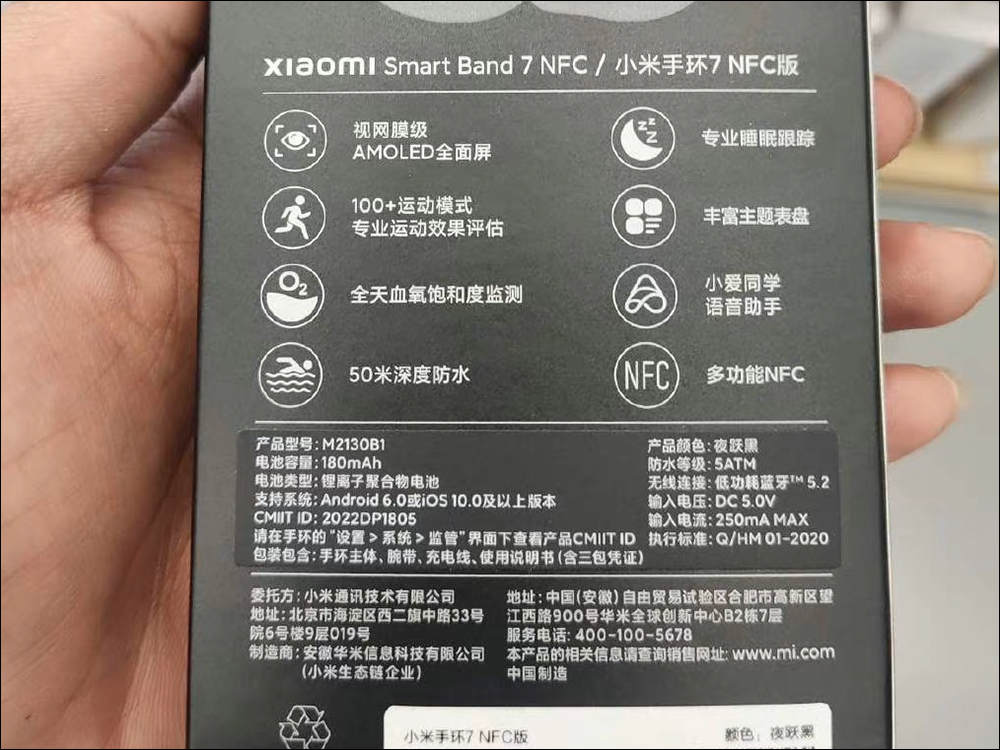 xiaomi Smart Band 7 NFC / 小米手环7 NFC版
视网膜级
AMOLED全面屏
专业睡眠跟踪
100+运动模式
专业运动效果评估
丰富主题表盘
O2
全天血氧饱和度监测
小爱同学
语音助手
50米深度防水
NFC
多功能NFC
产品型号: M2130B1
电池容量: 180mAh
电池类型: 锂离子聚合物电池
支持系统: Android 6.0或iOS 10.0及以上版本
CMIIT ID: 2022DP1805
请在手环的“设置 > 系统 > 监管”界面下查看产品CMIIT ID
包装包含: 手环主体、腕带、充电线、使用说明书 (含三包凭证)
产品颜色: 夜跃黑
防水等级: 5ATM
无线连接: 低功耗蓝牙™ 5.2
输入电压: DC 5.0V
输入电流: 250mA MAX
执行标准: Q/HM 01-2020
委托方: 小米通讯技术有限公司
地址: 北京市海淀区西二旗中路33号
院6号楼9层019号
制造商: 安徽华米信息科技有限公司
(小米生态链企业)
地址: 中国(安徽) 自由贸易试验区合肥市高新区望
江西路900号华米全球创新中心B2栋7层
服务电话: 400-100-5678
本产品的相关信息请查询销售网址: www.mi.com
中国制造
小米手环7 NFC版
颜色: 夜跃黑